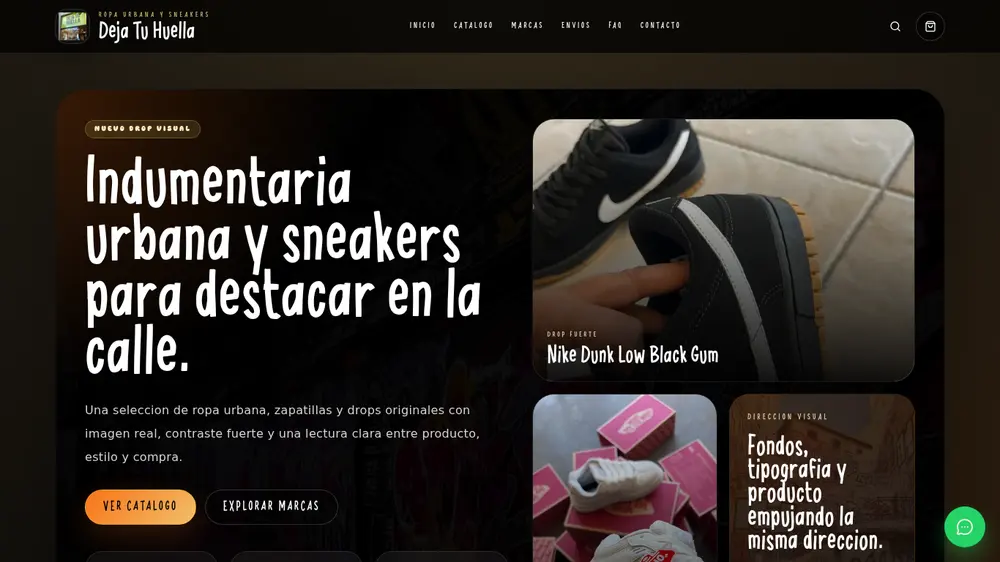 ROPA URBANA Y SNEAKERS
Deja Tu Huella
INICIO CATALOGO MARCAS ENVIOS FAQ CONTACTO
NUEVO DROP VISUAL
Indumentaria
urbana y sneakers
para destacar en la
calle.
Una seleccion de ropa urbana, zapatillas y drops originales con
imagen real, contraste fuerte y una lectura clara entre producto,
estilo y compra.
VER CATALOGO EXPLORAR MARCAS
DROP FUERTE
Nike Dunk Low Black Gum
DIRECCION VISUAL
Fondos,
tipografia y
producto
empujando la
misma direccion.